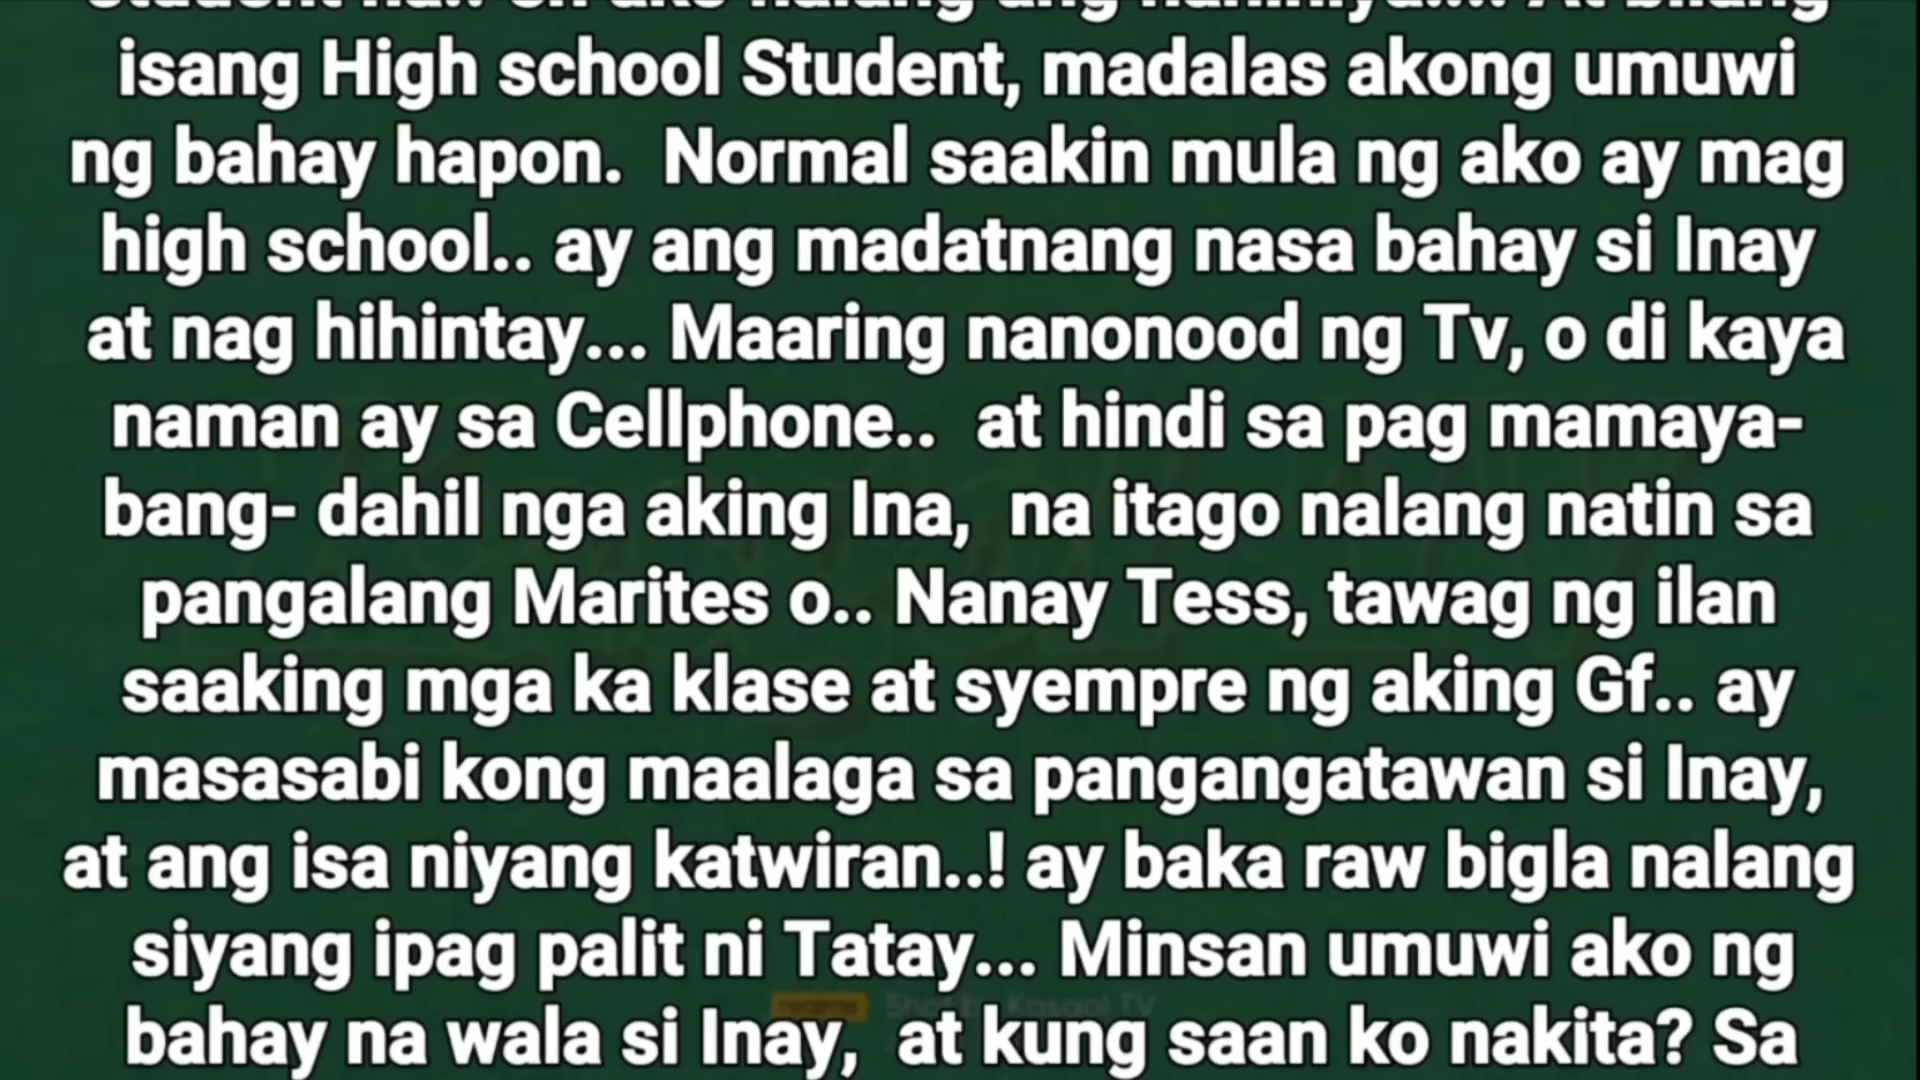 isang High school Student, madalas akong umuwi
ng bahay hapon. Normal saakin mula ng ako ay mag
high school.. ay ang madatnang nasa bahay si Inay
at nag hihintay... Maaring nanonood ng Tv, o di kaya
naman ay sa Cellphone.. at hindi sa pag mamaya-
bang- dahil nga aking Ina, na itago nalang natin sa
pangalang Marites o.. Nanay Tess, tawag ng ilan
saaking mga ka klase at syempre ng aking Gf.. ay
masasabi kong maalaga sa pangangatawan si Inay,
at ang isa niyang katwiran..! ay baka raw bigla nalang
siyang ipag palit ni Tatay... Minsan umuwi ako ng
bahay na wala si Inay, at kung saan ko nakita? Sa